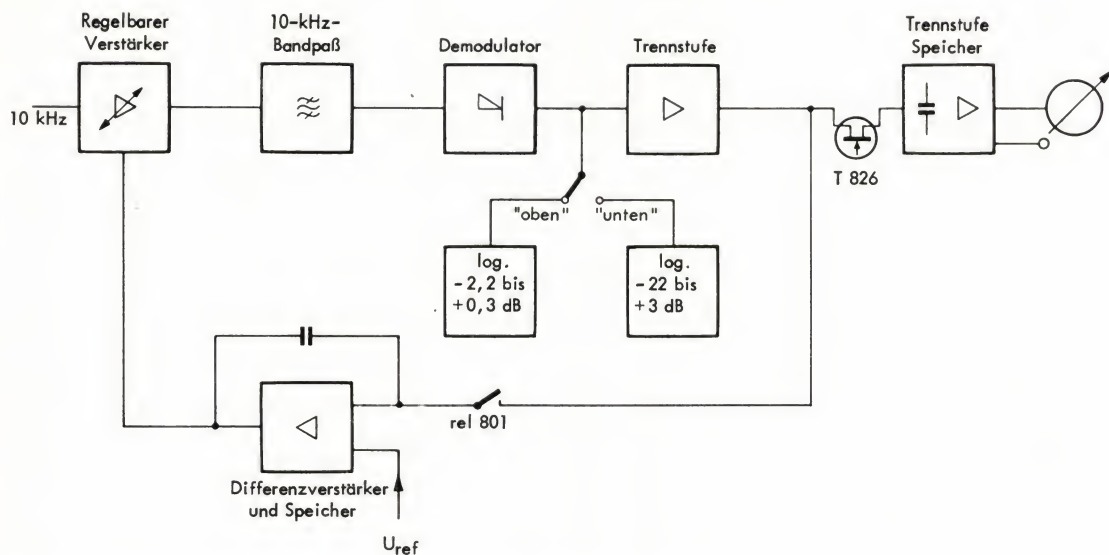 Regelbarer
Verstärker
10-kHz-
Bandpaß
Demodulator
Trennstufe
Trennstufe
Speicher
10 kHz
T 826
"oben"
"unten"
log.
-2,2 bis
+0,3 dB
log.
-22 bis
+3 dB
rel 801
Differenzverstärker
und Speicher
Uref